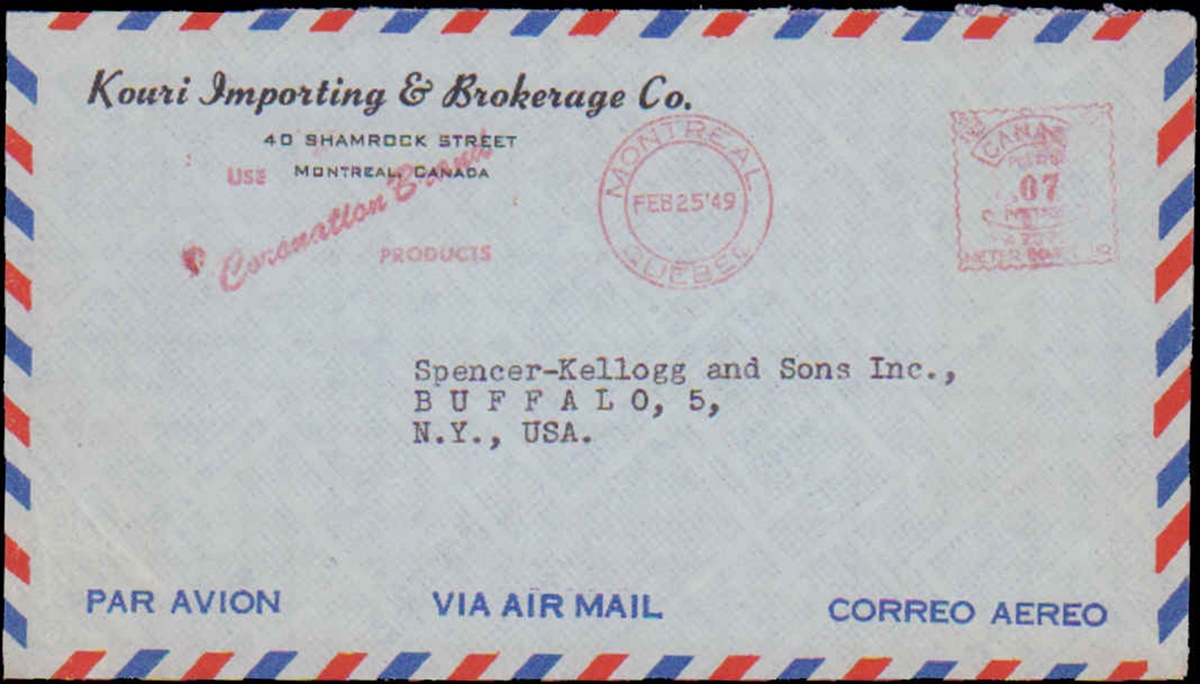 Kouri Importing & Brokerage Co.
40 SHAMROCK STREET
MONTREAL, CANADA
USE
Coronation Brand
PRODUCTS
MONTREAL
FEB 25 '49
QUEBEC
CANADA
.07
METER
Spencer-Kellogg and Sons Inc.,
B U F F A L O, 5,
N.Y., USA.
PAR AVION
VIA AIR MAIL
CORREO AEREO